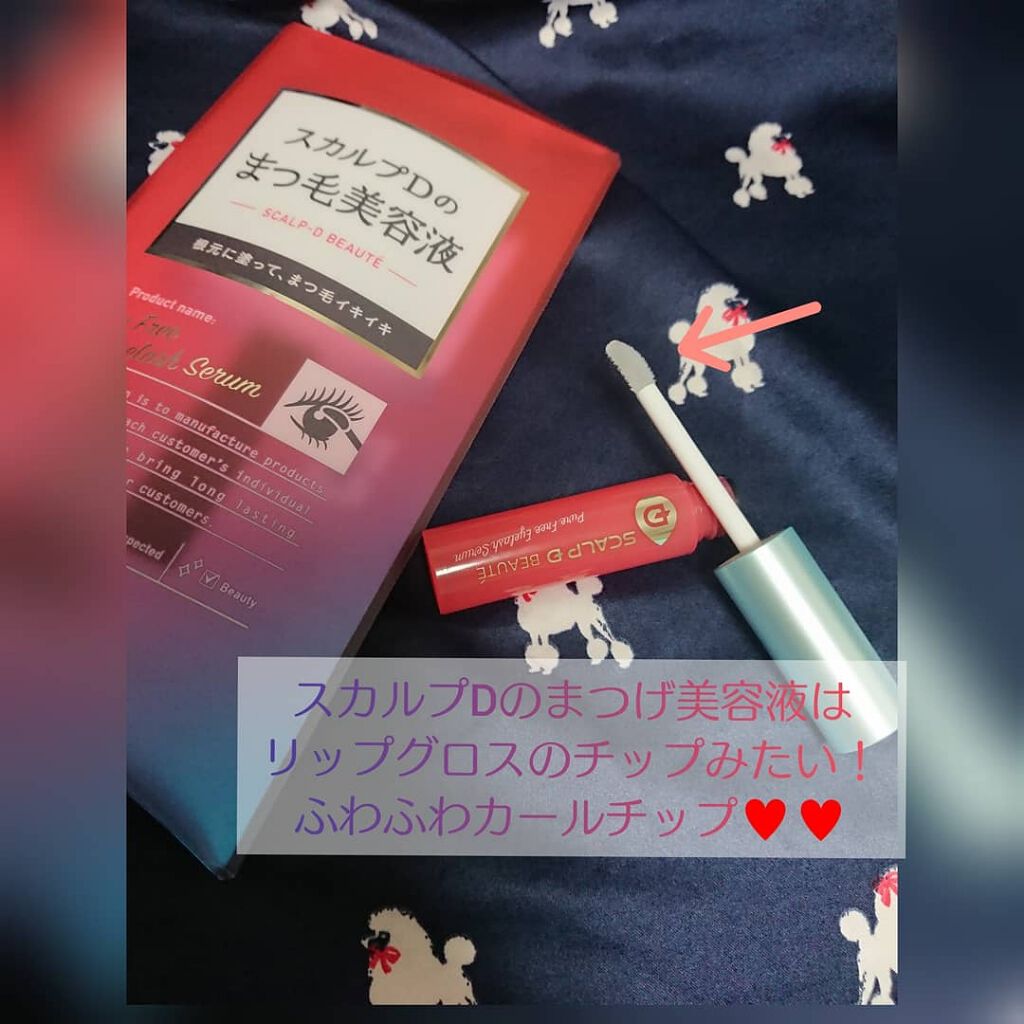 スカルプDの
まつ毛美容液
SCALP-D BEAUTÉ
根元に塗って、まつ毛イキイキ
Product name:
Free
Serum
is to manufacture products
customer's individual
bring long lasting
customers.
Beauty
SCALP D BEAUTÉ
Pure Free Eyelash Serum
スカルプDのまつげ美容液は
リップグロスのチップみたい！
ふわふわカールチップ♥♥